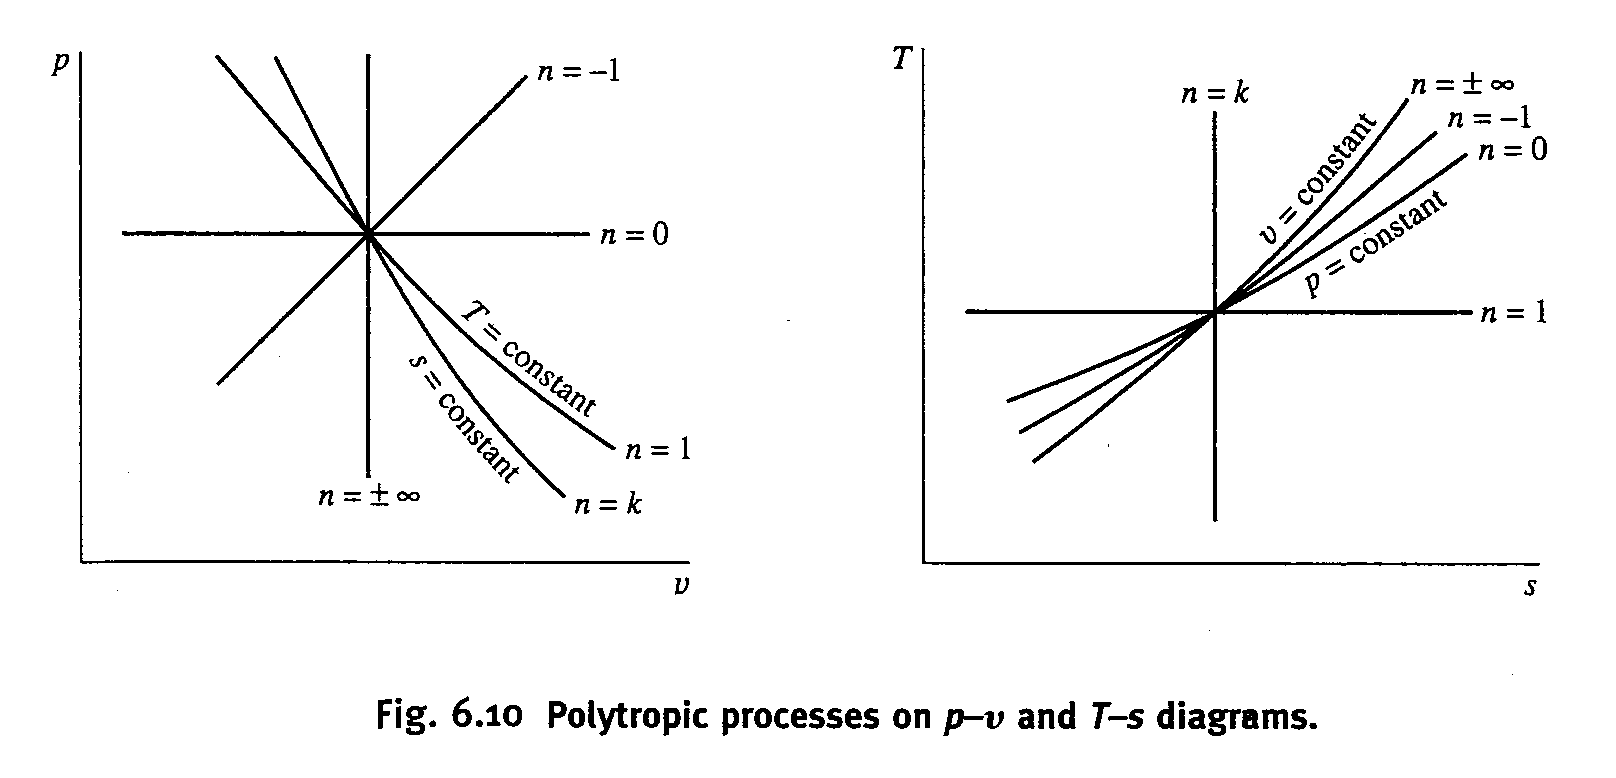 p
n = –1
n = 0
T = constant
s = constant
n = 1
n = ± ∞
n = k
v
T
n = k
n = ± ∞
n = –1
n = 0
v = constant
p = constant
n = 1
s
Fig. 6.10 Polytropic processes on p–v and T–s diagrams.